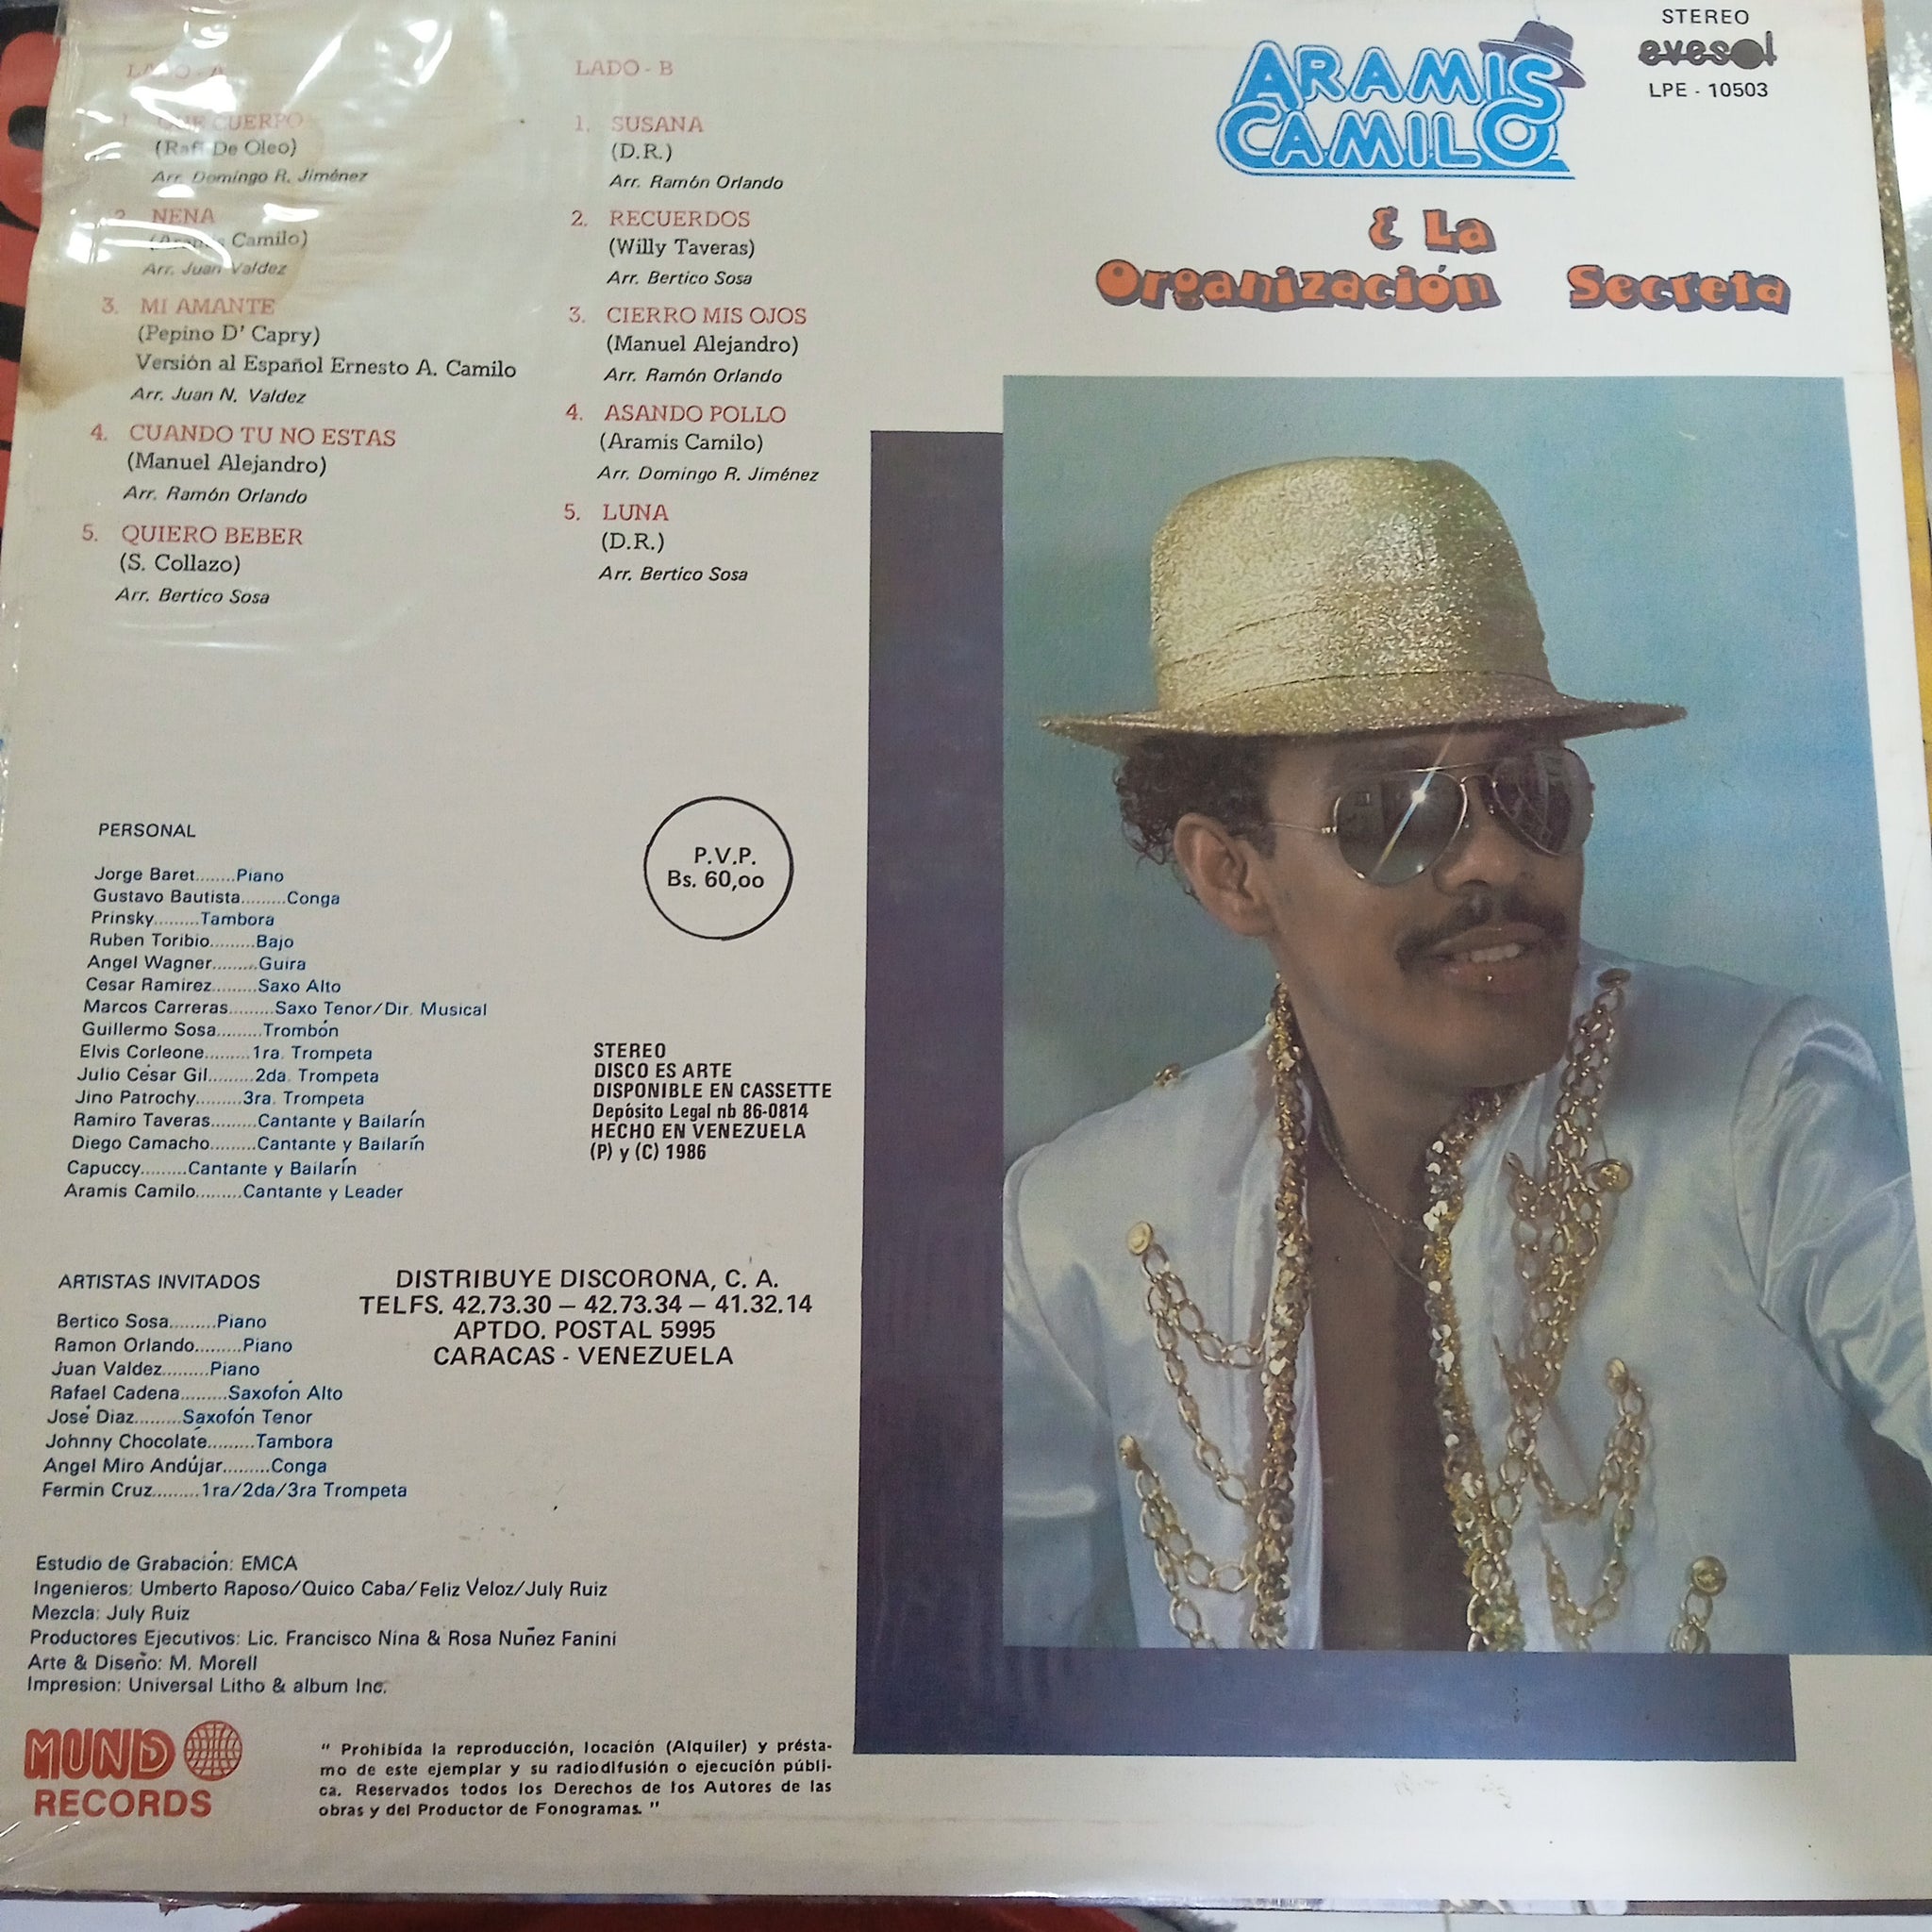 LADO - A
1. QUE CUERPO
(Rafi De Oleo)
Arr. Domingo R. Jiménez
2. NENA
(Aramis Camilo)
Arr. Juan Valdez
3. MI AMANTE
(Pepino D' Capry)
Versión al Español Ernesto A. Camilo
Arr. Juan N. Valdez
4. CUANDO TU NO ESTAS
(Manuel Alejandro)
Arr. Ramón Orlando
5. QUIERO BEBER
(S. Collazo)
Arr. Bertico Sosa
LADO - B
1. SUSANA
(D.R.)
Arr. Ramón Orlando
2. RECUERDOS
(Willy Taveras)
Arr. Bertico Sosa
3. CIERRO MIS OJOS
(Manuel Alejandro)
Arr. Ramón Orlando
4. ASANDO POLLO
(Aramis Camilo)
Arr. Domingo R. Jiménez
5. LUNA
(D.R.)
Arr. Bertico Sosa
ARAMIS
CAMILO
& La
Organización Secreta
STEREO
evesol
LPE - 10503
PERSONAL
Jorge Baret........Piano
Gustavo Bautista.........Conga
Prinsky.........Tambora
Ruben Toribio.........Bajo
Angel Wagner.........Guira
Cesar Ramirez.........Saxo Alto
Marcos Carreras.........Saxo Tenor/Dir. Musical
Guillermo Sosa.........Trombón
Elvis Corleone.........1ra. Trompeta
Julio César Gil.........2da. Trompeta
Jino Patrochy.........3ra. Trompeta
Ramiro Taveras.........Cantante y Bailarín
Diego Camacho.........Cantante y Bailarín
Capuccy.........Cantante y Bailarín
Aramis Camilo.........Cantante y Leader
P.V.P.
Bs. 60,oo
STEREO
DISCO ES ARTE
DISPONIBLE EN CASSETTE
Depósito Legal nb 86-0814
HECHO EN VENEZUELA
(P) y (C) 1986
ARTISTAS INVITADOS
Bertico Sosa.........Piano
Ramon Orlando.........Piano
Juan Valdez.........Piano
Rafael Cadena.........Saxofón Alto
José Diaz.........Saxofón Tenor
Johnny Chocolate.........Tambora
Angel Miro Andújar.........Conga
Fermin Cruz.........1ra/2da/3ra Trompeta
DISTRIBUYE DISCORONA, C. A.
TELFS. 42.73.30 — 42.73.34 — 41.32.14
APTDO. POSTAL 5995
CARACAS - VENEZUELA
Estudio de Grabación: EMCA
Ingenieros: Umberto Raposo/Quico Caba/Feliz Veloz/July Ruiz
Mezcla: July Ruiz
Productores Ejecutivos: Lic. Francisco Nina & Rosa Nuñez Fanini
Arte & Diseño: M. Morell
Impresion: Universal Litho & album Inc.
MUNDO
RECORDS
" Prohibida la reproducción, locación (Alquiler) y présta-
mo de este ejemplar y su radiodifusión o ejecución públi-
ca. Reservados todos los Derechos de los Autores de las
obras y del Productor de Fonogramas. "